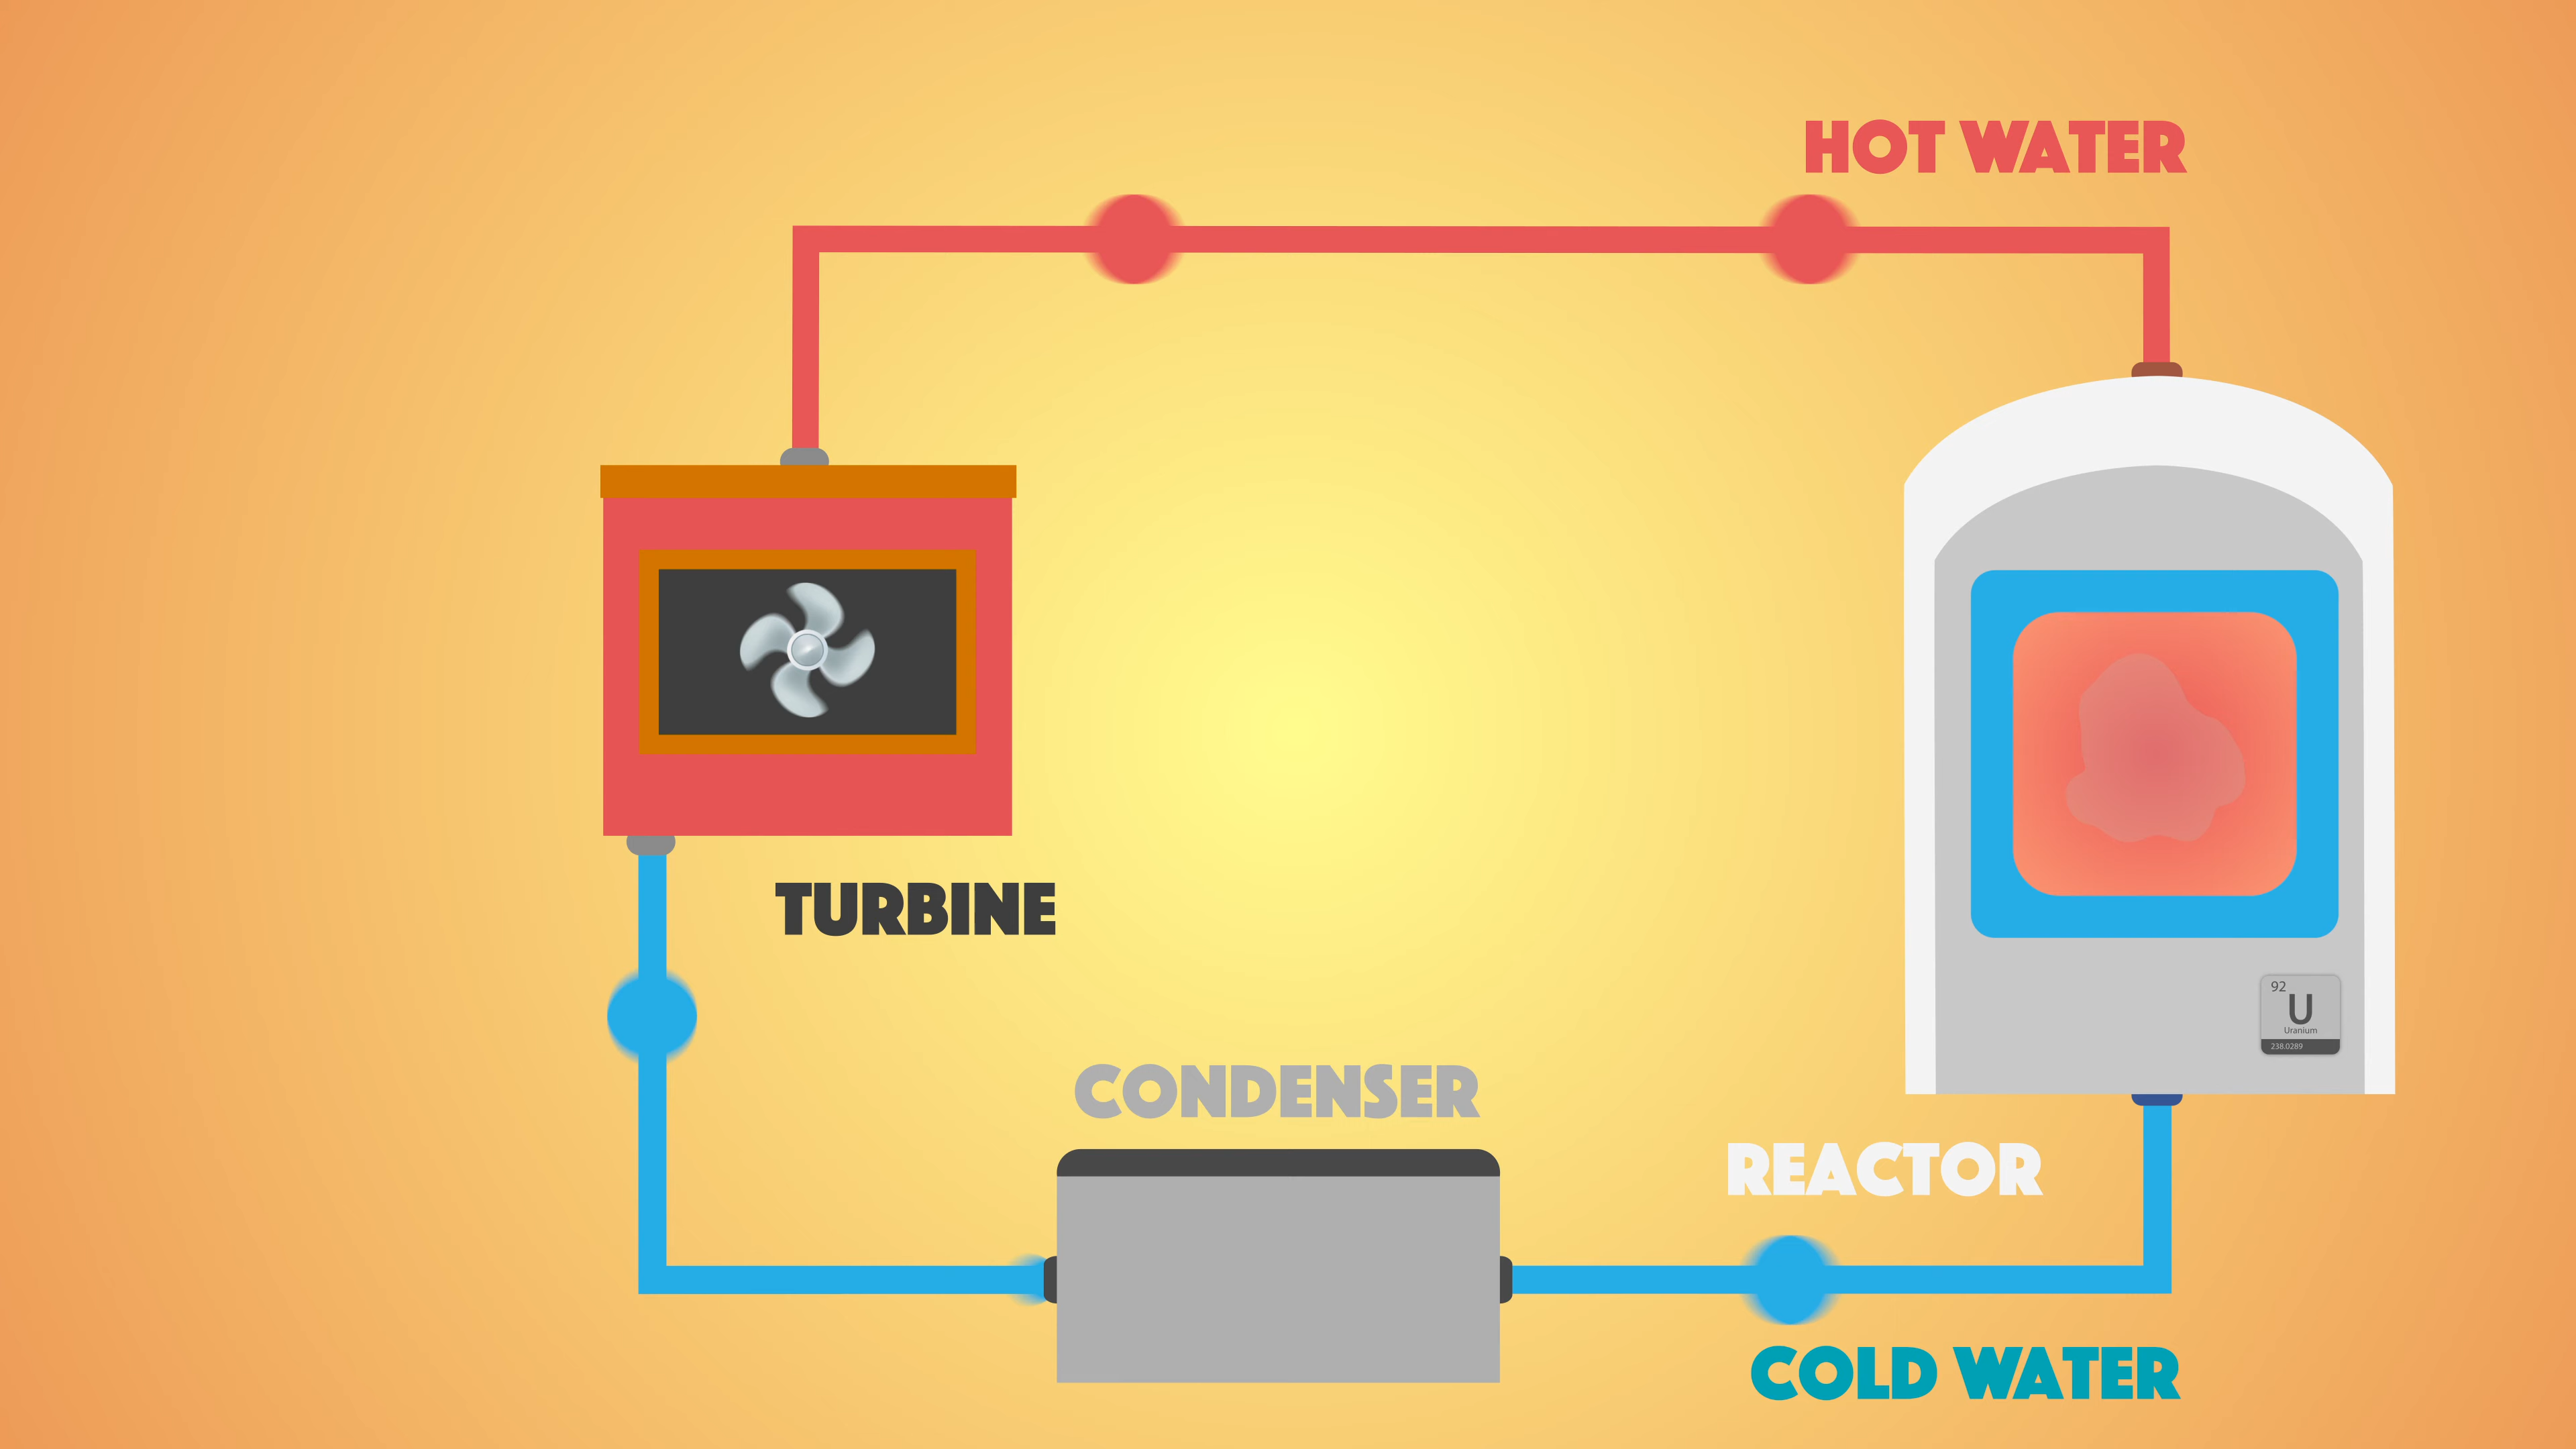 HOT WATER
TURBINE
92
U
Uranium
238.0289
CONDENSER
REACTOR
COLD WATER